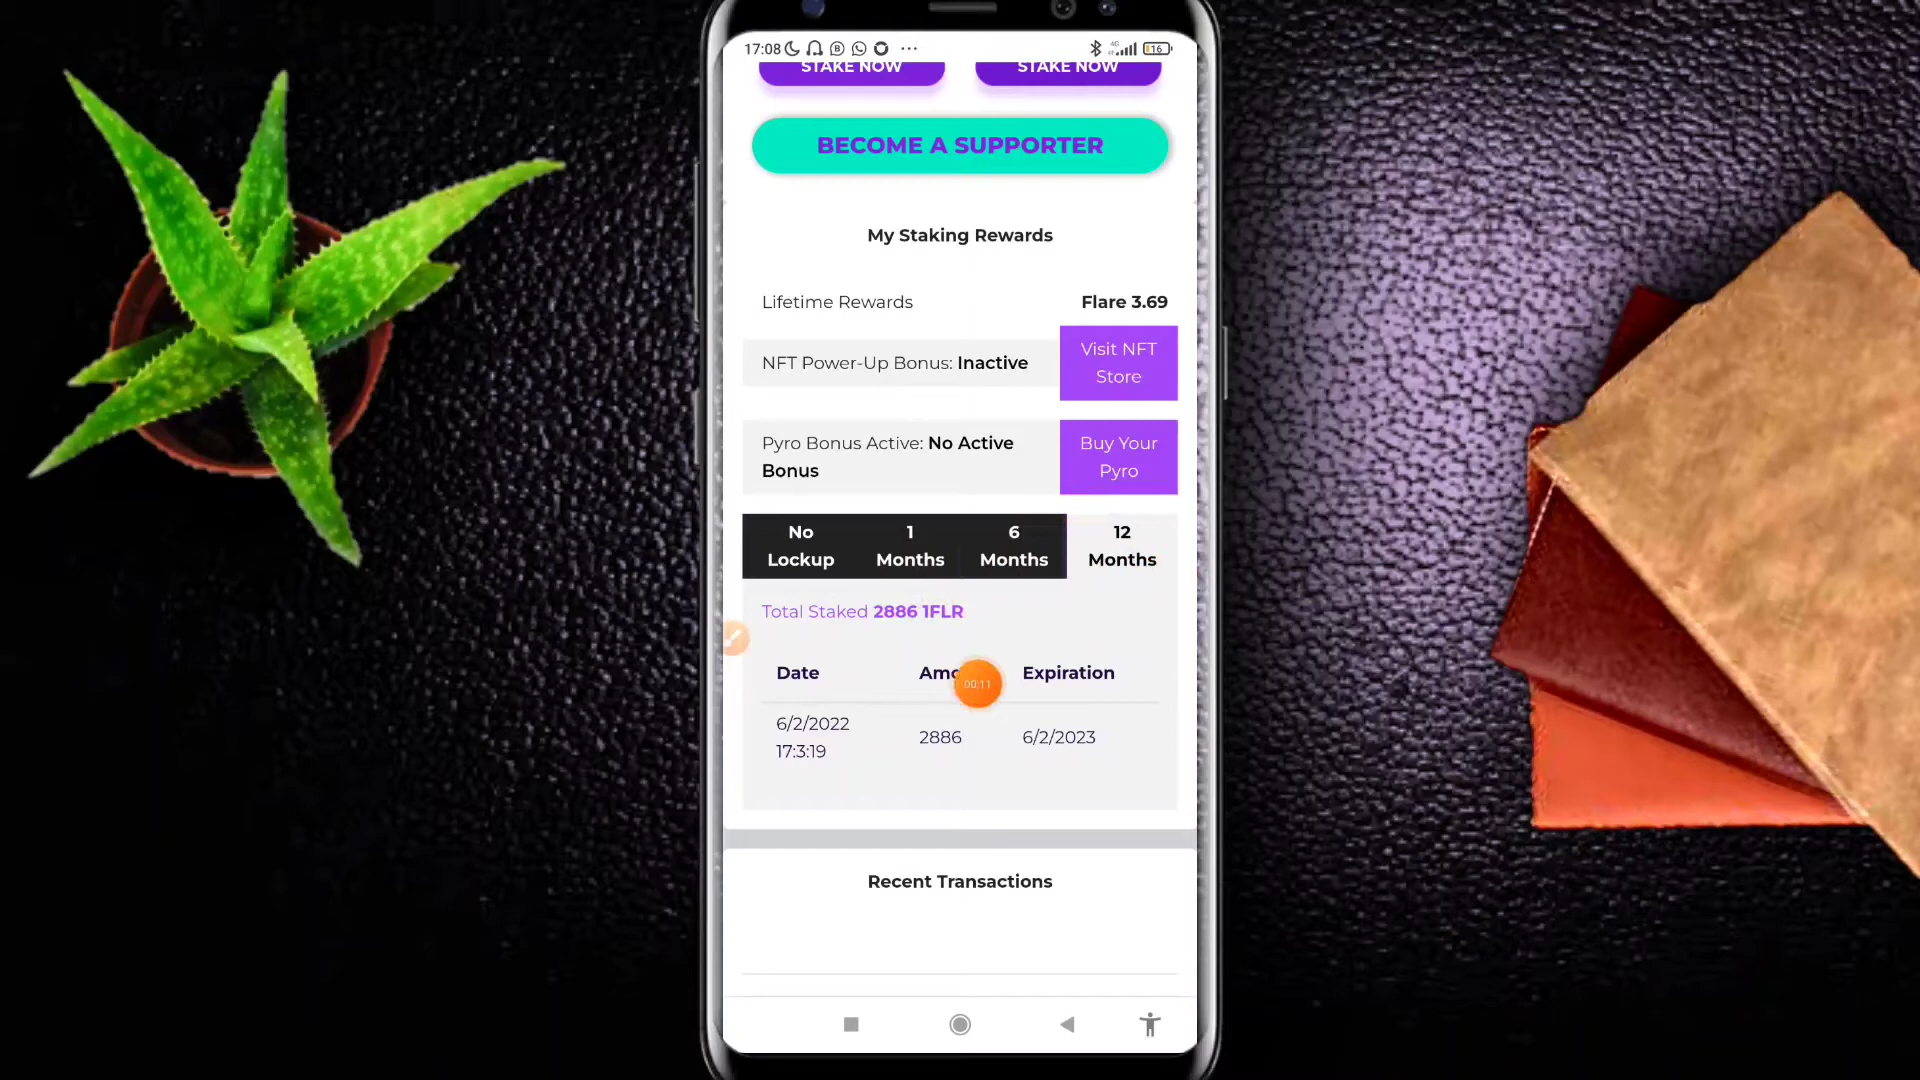 17:08
4G
16
STAKE NOW STAKE NOW
BECOME A SUPPORTER
My Staking Rewards
Lifetime Rewards Flare 3.69
NFT Power-Up Bonus: Inactive
Visit NFT
Store
Pyro Bonus Active: No Active
Bonus
Buy Your
Pyro
No
Lockup
1
Months
6
Months
12
Months
Total Staked 2886 1FLR
Date Amo Expiration
00:11
6/2/2022
17:3:19
2886
6/2/2023
Recent Transactions